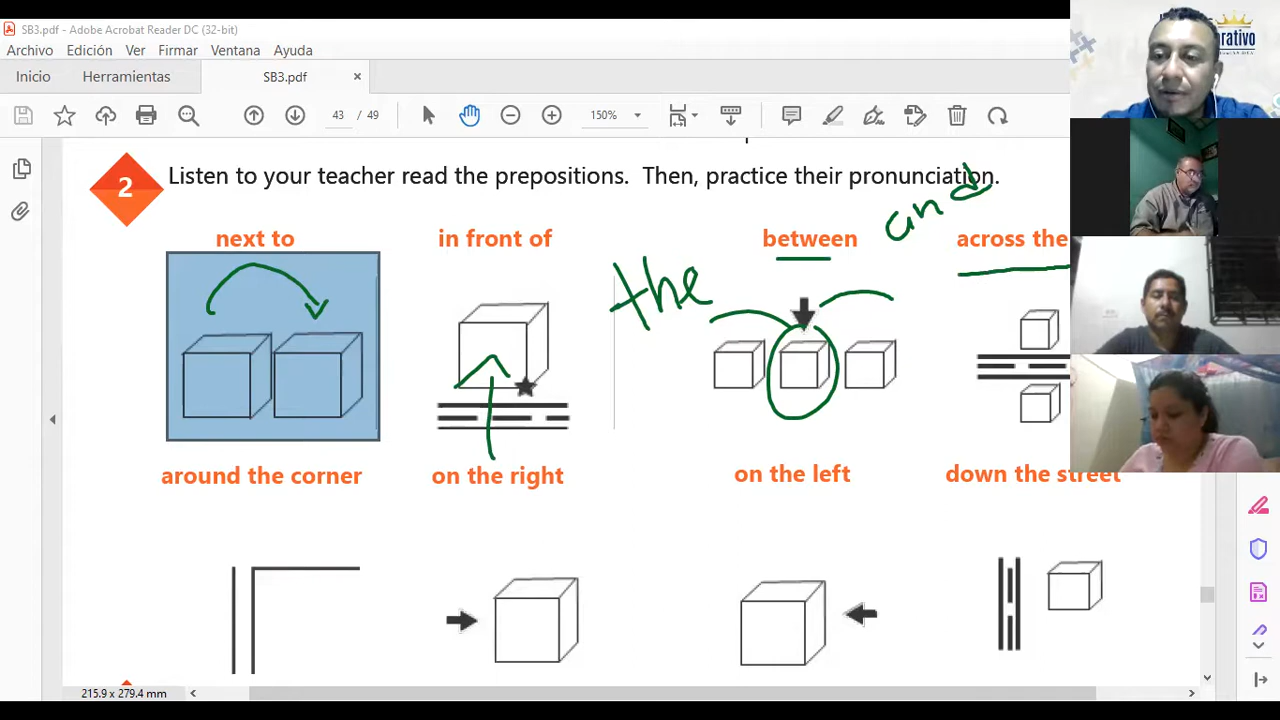 SB3.pdf - Adobe Acrobat Reader DC (32-bit)
Archivo Edición Ver Firmar Ventana Ayuda
Inicio Herramientas SB3.pdf ×
43 / 49 150%
2 Listen to your teacher read the prepositions. Then, practice their pronunciation.
and
next to in front of between across the
the
around the corner on the right on the left down the street
215.9 x 279.4 mm
rativo